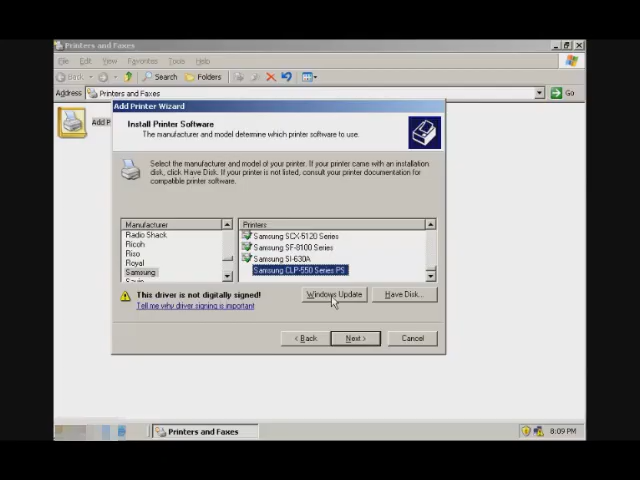 Printers and Faxes
File Edit View Favorites Tools Help
Back Search Folders
Address Printers and Faxes Go
Add P
Add Printer Wizard
Install Printer Software
The manufacturer and model determine which printer software to use.
Select the manufacturer and model of your printer. If your printer came with an installation
disk, click Have Disk. If your printer is not listed, consult your printer documentation for
compatible printer software.
Manufacturer
Radio Shack
Ricoh
Riso
Royal
Samsung
Printers
Samsung SCX-5120 Series
Samsung SF-8100 Series
Samsung SI-630A
Samsung CLP-550 Series PS
This driver is not digitally signed!
Tell me why driver signing is important
Windows Update Have Disk...
< Back Next > Cancel
Printers and Faxes 8:09 PM